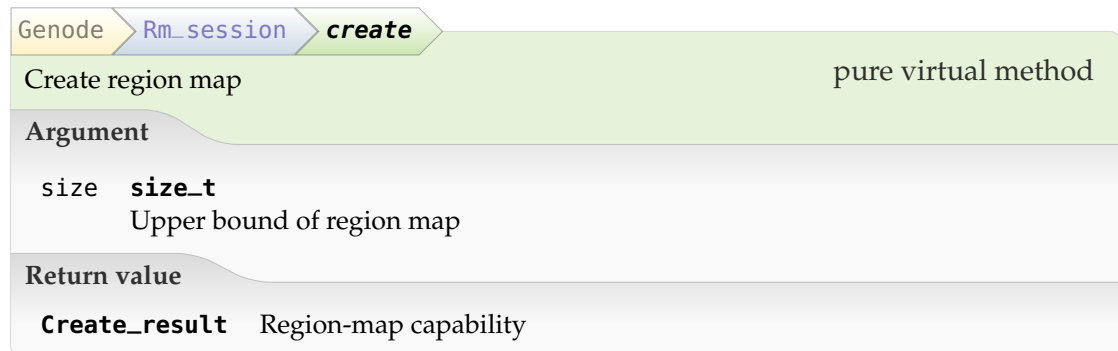 Genode Rm_session create
Create region map pure virtual method
Argument
size size_t
Upper bound of region map
Return value
Create_result Region-map capability